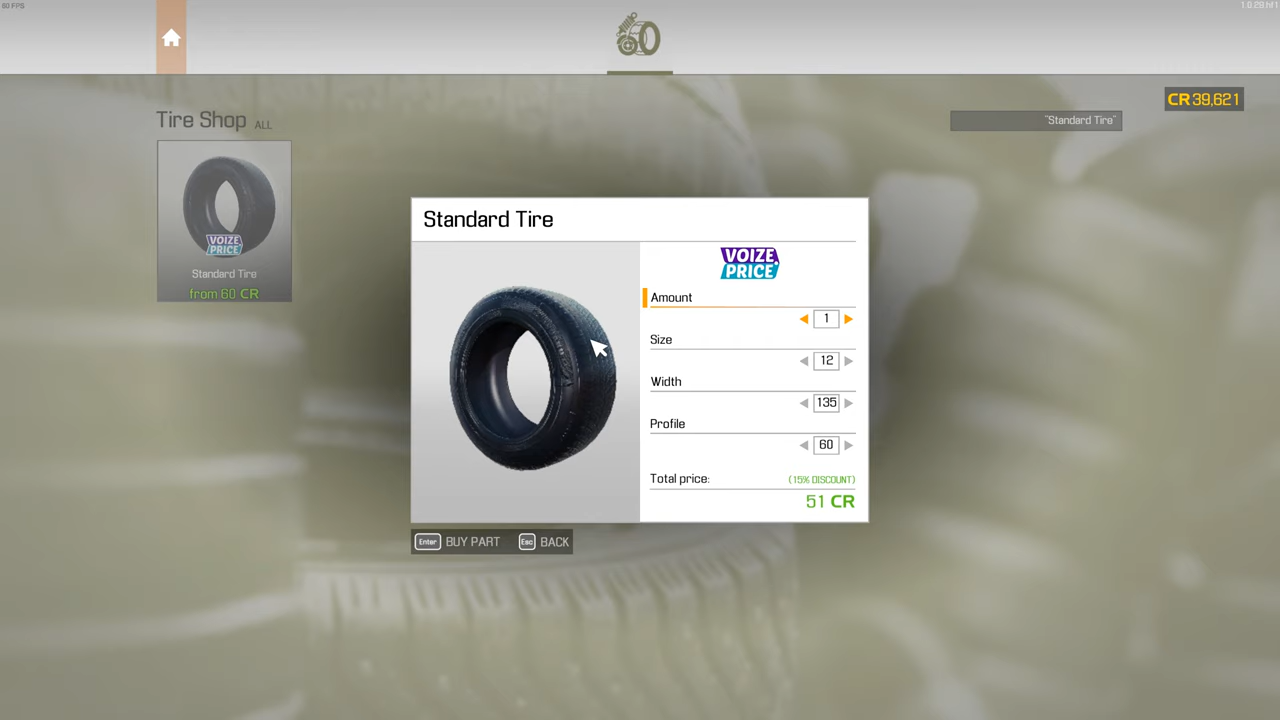 60 FPS
1.0.29.hf1
CR 39,621
Tire Shop ALL
"Standard Tire"
VOIZE PRICE
Standard Tire
from 60 CR
Standard Tire
VOIZE
PRICE
Amount
1
Size
12
Width
135
Profile
60
Total price: (15% DISCOUNT)
51 CR
Enter BUY PART Esc BACK